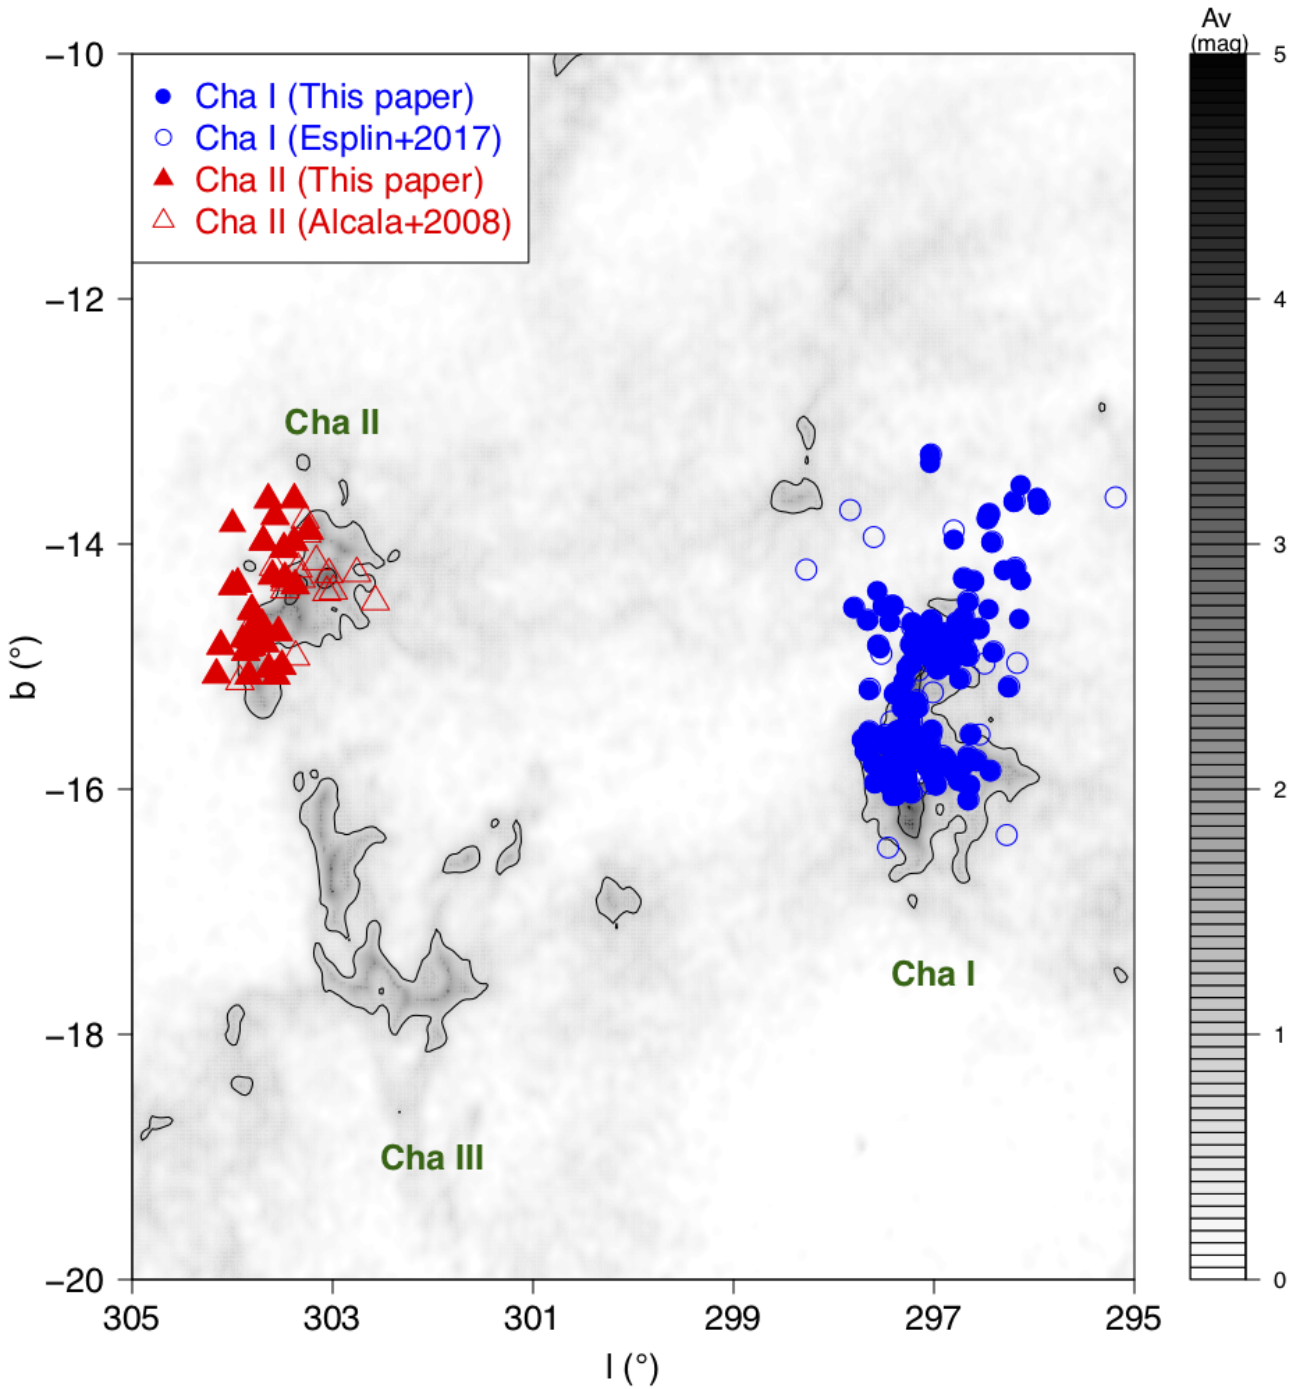 Av
(mag)
Cha I (This paper)
Cha I (Esplin+2017)
Cha II (This paper)
Cha II (Alcala+2008)
−10
−12
−14
−16
−18
−20
b (°)
Cha II
Cha I
Cha III
305
303
301
299
297
295
l (°)
5
4
3
2
1
0